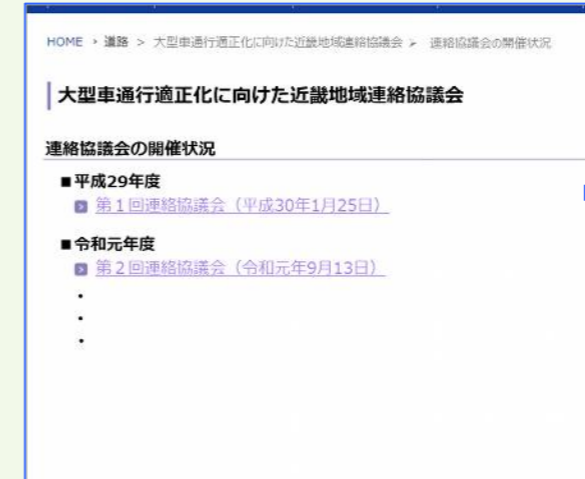 HOME › 道路 > 大型車通行適正化に向けた近畿地域連絡協議会 ➢ 連絡協議会の開催状況
大型車通行適正化に向けた近畿地域連絡協議会
連絡協議会の開催状況
■平成29年度
第1回連絡協議会（平成30年1月25日）
■令和元年度
第2回連絡協議会（令和元年9月13日）
・
・
・